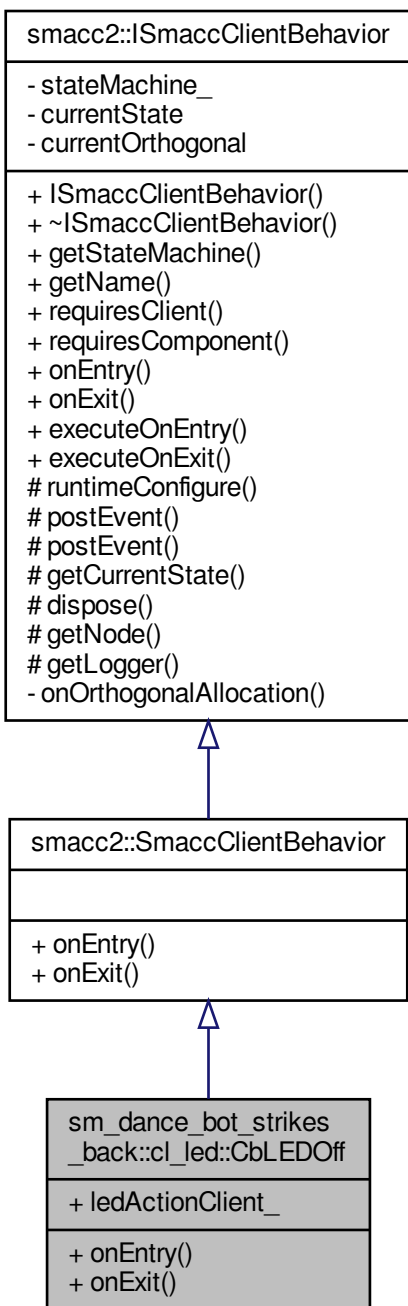 smacc2::ISmaccClientBehavior
- stateMachine_
- currentState
- currentOrthogonal
+ ISmaccClientBehavior()
+ ~ISmaccClientBehavior()
+ getStateMachine()
+ getName()
+ requiresClient()
+ requiresComponent()
+ onEntry()
+ onExit()
+ executeOnEntry()
+ executeOnExit()
# runtimeConfigure()
# postEvent()
# postEvent()
# getCurrentState()
# dispose()
# getNode()
# getLogger()
- onOrthogonalAllocation()
smacc2::SmaccClientBehavior
+ onEntry()
+ onExit()
sm_dance_bot_strikes
_back::cl_led::CbLEDOff
+ ledActionClient_
+ onEntry()
+ onExit()